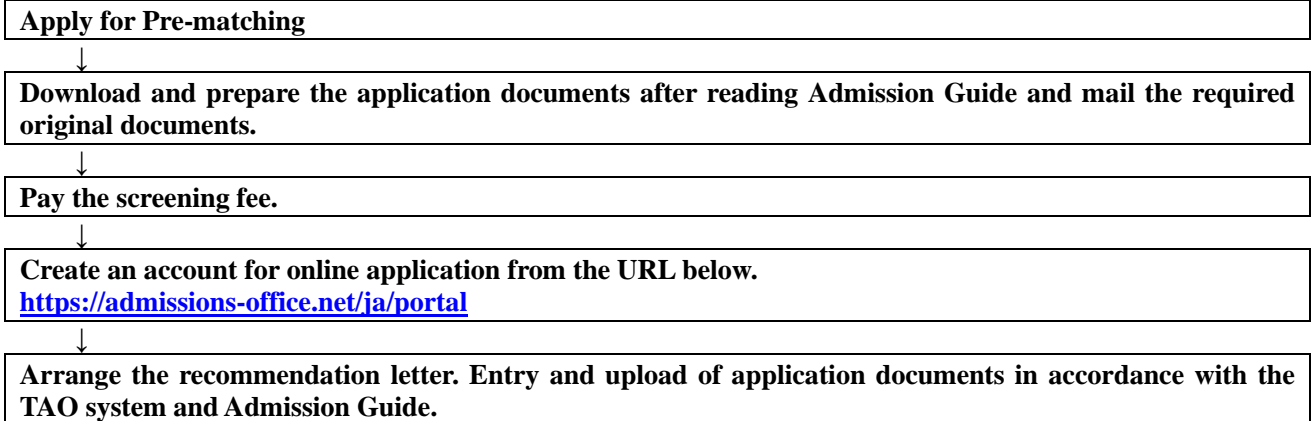 Apply for Pre-matching
↓
Download and prepare the application documents after reading Admission Guide and mail the required
original documents.
↓
Pay the screening fee.
↓
Create an account for online application from the URL below.
https://admissions-office.net/ja/portal
↓
Arrange the recommendation letter. Entry and upload of application documents in accordance with the
TAO system and Admission Guide.